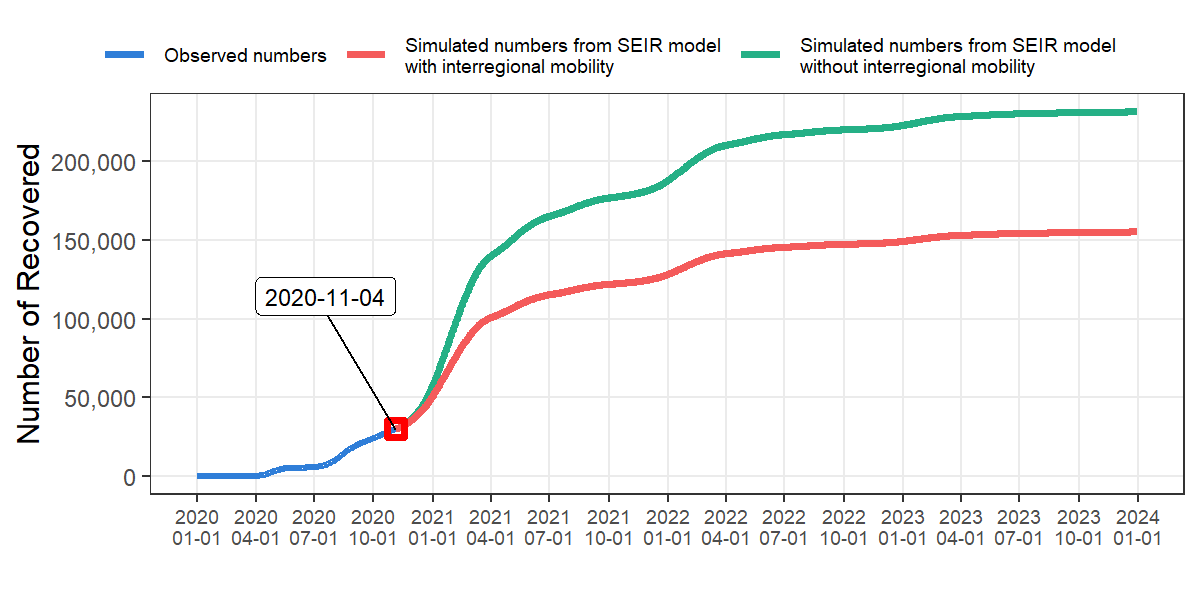 Observed numbers
Simulated numbers from SEIR model
with interregional mobility
Simulated numbers from SEIR model
without interregional mobility
Number of Recovered
200,000
150,000
100,000
50,000
0
2020-11-04
2020 2020 2020 2020 2021 2021 2021 2021 2022 2022 2022 2022 2023 2023 2023 2023 2024
01-01 04-01 07-01 10-01 01-01 04-01 07-01 10-01 01-01 04-01 07-01 10-01 01-01 04-01 07-01 10-01 01-01